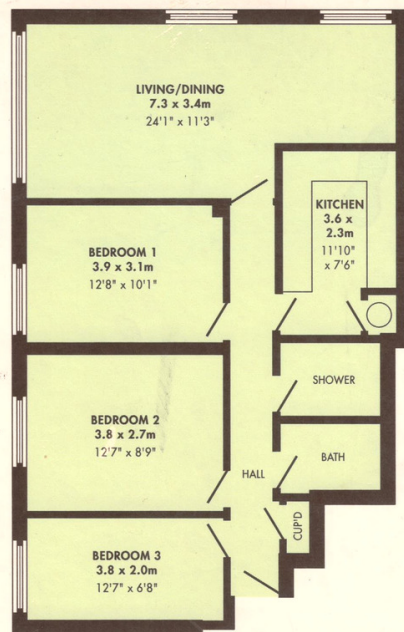 LIVING/DINING
7.3 x 3.4m
24'1" x 11'3"
KITCHEN
3.6 x
2.3m
11'10"
x 7'6"
BEDROOM 1
3.9 x 3.1m
12'8" x 10'1"
SHOWER
BEDROOM 2
3.8 x 2.7m
12'7" x 8'9"
BATH
HALL
CUP'D
BEDROOM 3
3.8 x 2.0m
12'7" x 6'8"